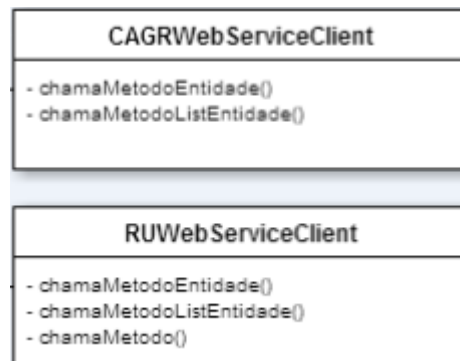 CAGRWebServiceClient
- chamaMetodoEntidade()
- chamaMetodoListEntidade()
RUWebServiceClient
- chamaMetodoEntidade()
- chamaMetodoListEntidade()
- chamaMetodo()